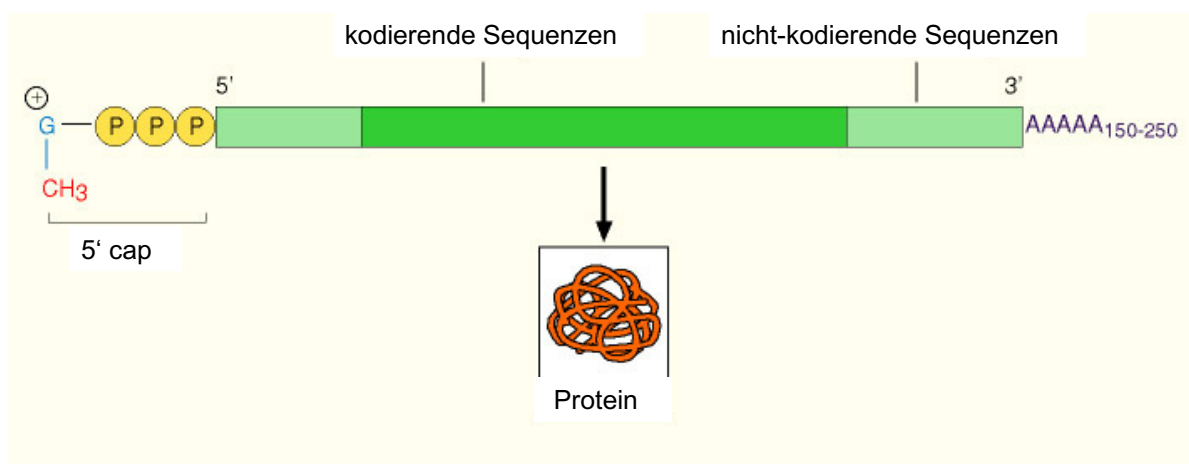 kodierende Sequenzen nicht-kodierende Sequenzen
5' 3'
+
G P P P AAAAA150-250
CH3
5‘ cap
Protein